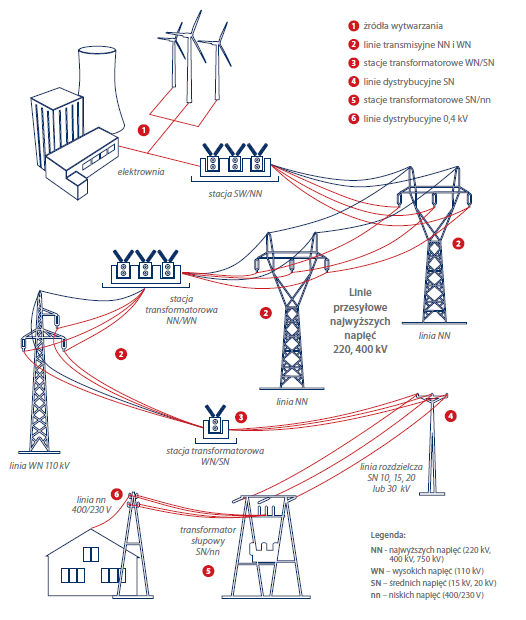 1 źródła wytwarzania
2 linie transmisyjne NN i WN
3 stacje transformatorowe WN/SN
4 linie dystrybucyjne SN
5 stacje transformatorowe SN/nn
6 linie dystrybucyjne 0,4 kV
1
elektrownia
stacja SW/NN
2
linia NN
stacja
transformatorowa
NN/WN
2
linia NN
Linie
przesyłowe
najwyższych
napięć
220, 400 kV
2
linia WN 110 kV
3
stacja transformatorowa
WN/SN
4
linia rozdzielcza
SN 10, 15, 20
lub 30 kV
6
linia nn
400/230 V
transformator
słupowy
SN/nn
5
Legenda:
NN - najwyższych napięć (220 kV,
400 kV, 750 kV)
WN – wysokich napięć (110 kV)
SN – średnich napięć (15 kV, 20 kV)
nn – niskich napięć (400/230 V)